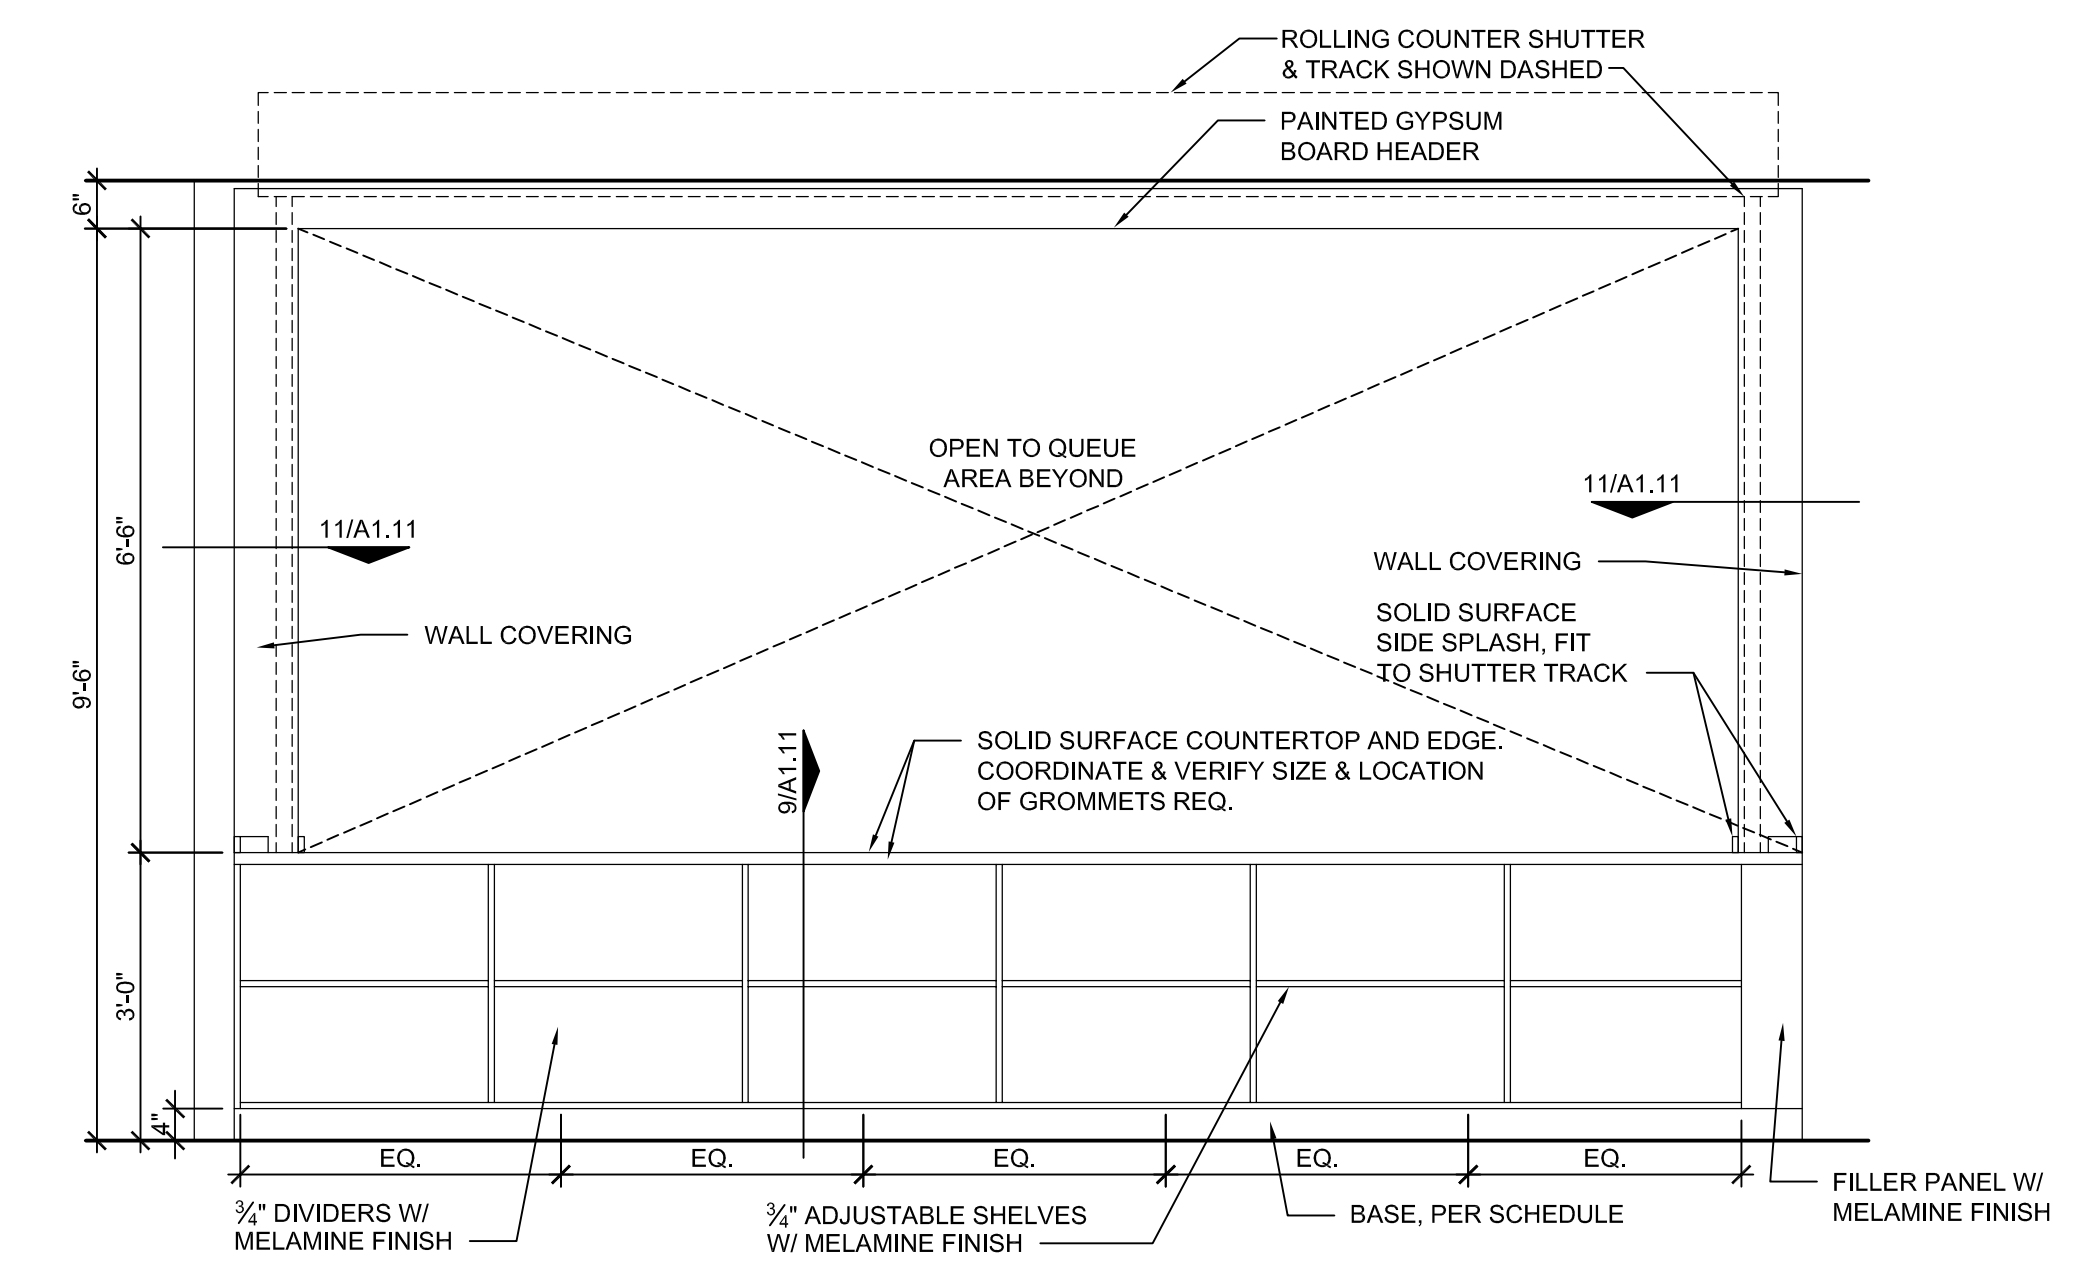 ROLLING COUNTER SHUTTER
& TRACK SHOWN DASHED
PAINTED GYPSUM
BOARD HEADER
6"
OPEN TO QUEUE
AREA BEYOND
11/A1.11
11/A1.11
6'-6"
WALL COVERING
WALL COVERING
SOLID SURFACE
SIDE SPLASH, FIT
TO SHUTTER TRACK
9'-6"
9/A1.11
SOLID SURFACE COUNTERTOP AND EDGE.
COORDINATE & VERIFY SIZE & LOCATION
OF GROMMETS REQ.
3'-0"
4"
EQ.
EQ.
EQ.
EQ.
EQ.
¾" DIVIDERS W/
MELAMINE FINISH
¾" ADJUSTABLE SHELVES
W/ MELAMINE FINISH
BASE, PER SCHEDULE
FILLER PANEL W/
MELAMINE FINISH